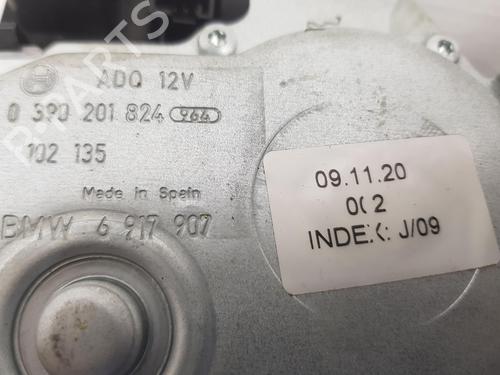 ADQ 12V
0 390 201 824 964
102 135
Made in Spain
BMW 6 917 907
09.11.20
INDEX: J/09
B-PARTS